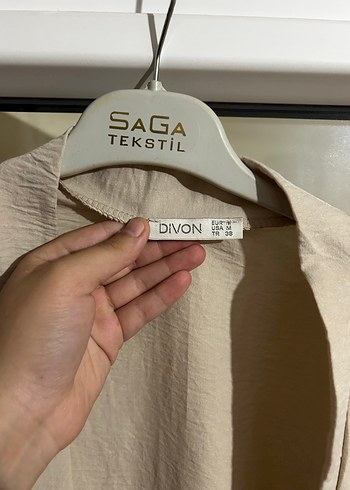 SAGA
TEKSTİL
DIVON
EUR M
USA M
TR 38